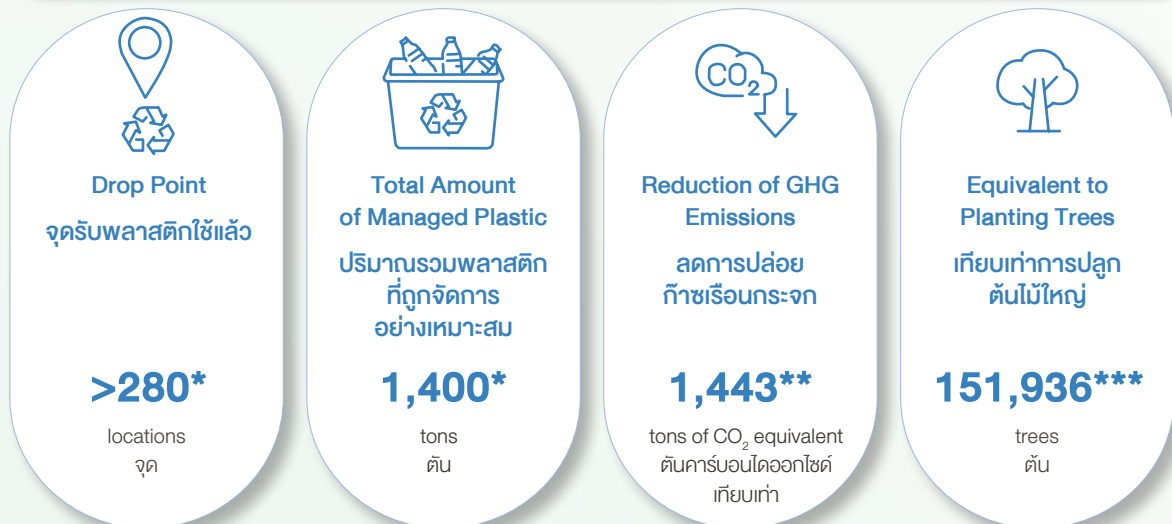 Drop Point
จุดรับพลาสติกใช้แล้ว
>280*
locations
จุด
Total Amount
of Managed Plastic
ปริมาณรวมพลาสติก
ที่ถูกจัดการ
อย่างเหมาะสม
1,400*
tons
ตัน
CO₂
Reduction of GHG
Emissions
ลดการปล่อย
ก๊าซเรือนกระจก
1,443**
tons of CO₂ equivalent
ตันคาร์บอนไดออกไซด์
เทียบเท่า
Equivalent to
Planting Trees
เทียบเท่าการปลูก
ต้นไม้ใหญ่
151,936***
trees
ต้น